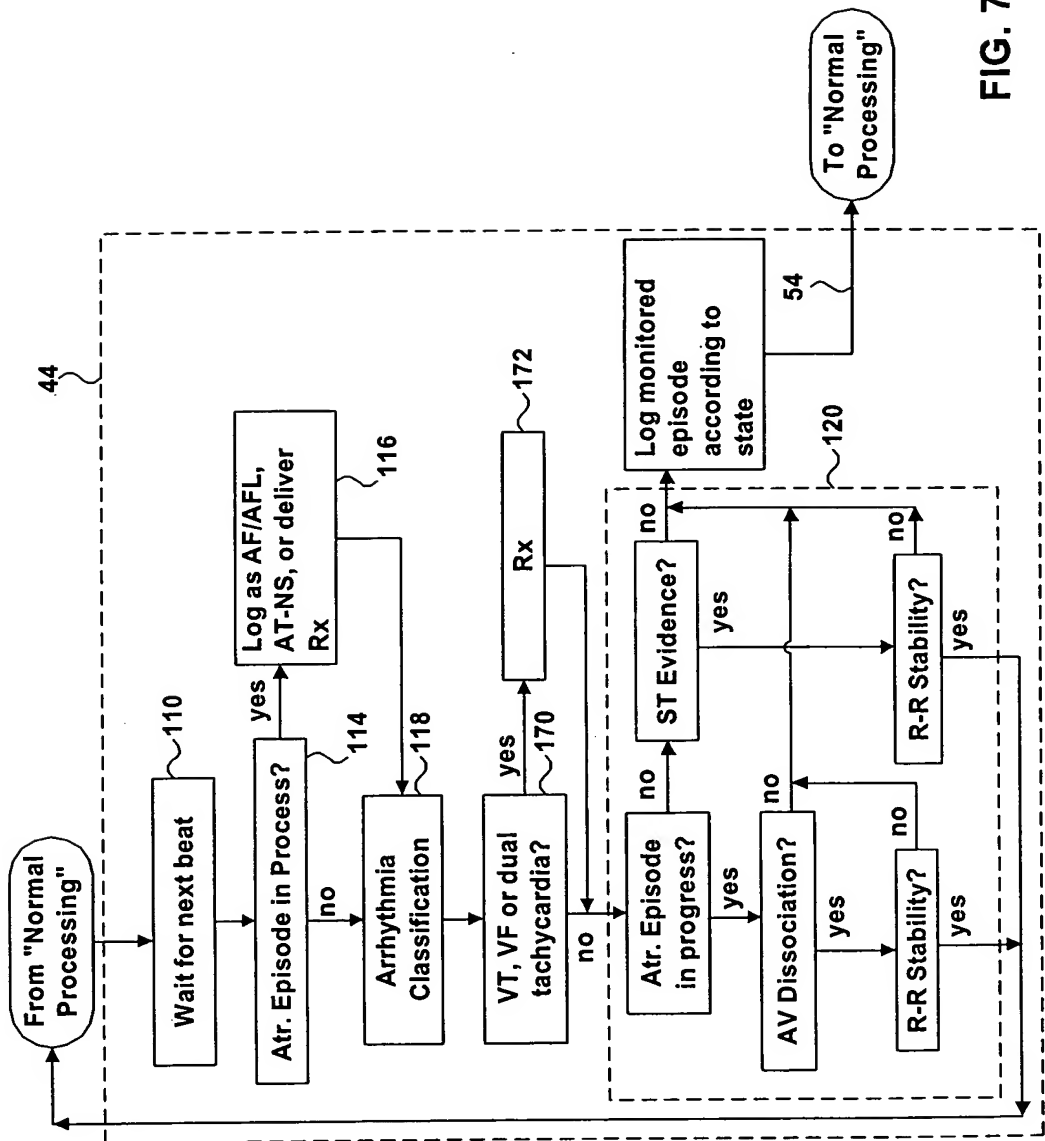 From "Normal
Processing"
44
Wait for next beat
110
Atr. Episode in Process?
114
yes
no
Log as AF/AFL,
AT-NS, or deliver
Rx
116
Arrhythmia
Classification
118
VT, VF or dual
tachycardia?
170
yes
no
Rx
172
Atr. Episode
in progress?
no
yes
ST Evidence?
no
yes
Log monitored
episode
according to
state
54
To "Normal
Processing"
120
AV Dissociation?
no
yes
R-R Stability?
no
yes
R-R Stability?
no
yes
FIG. 7